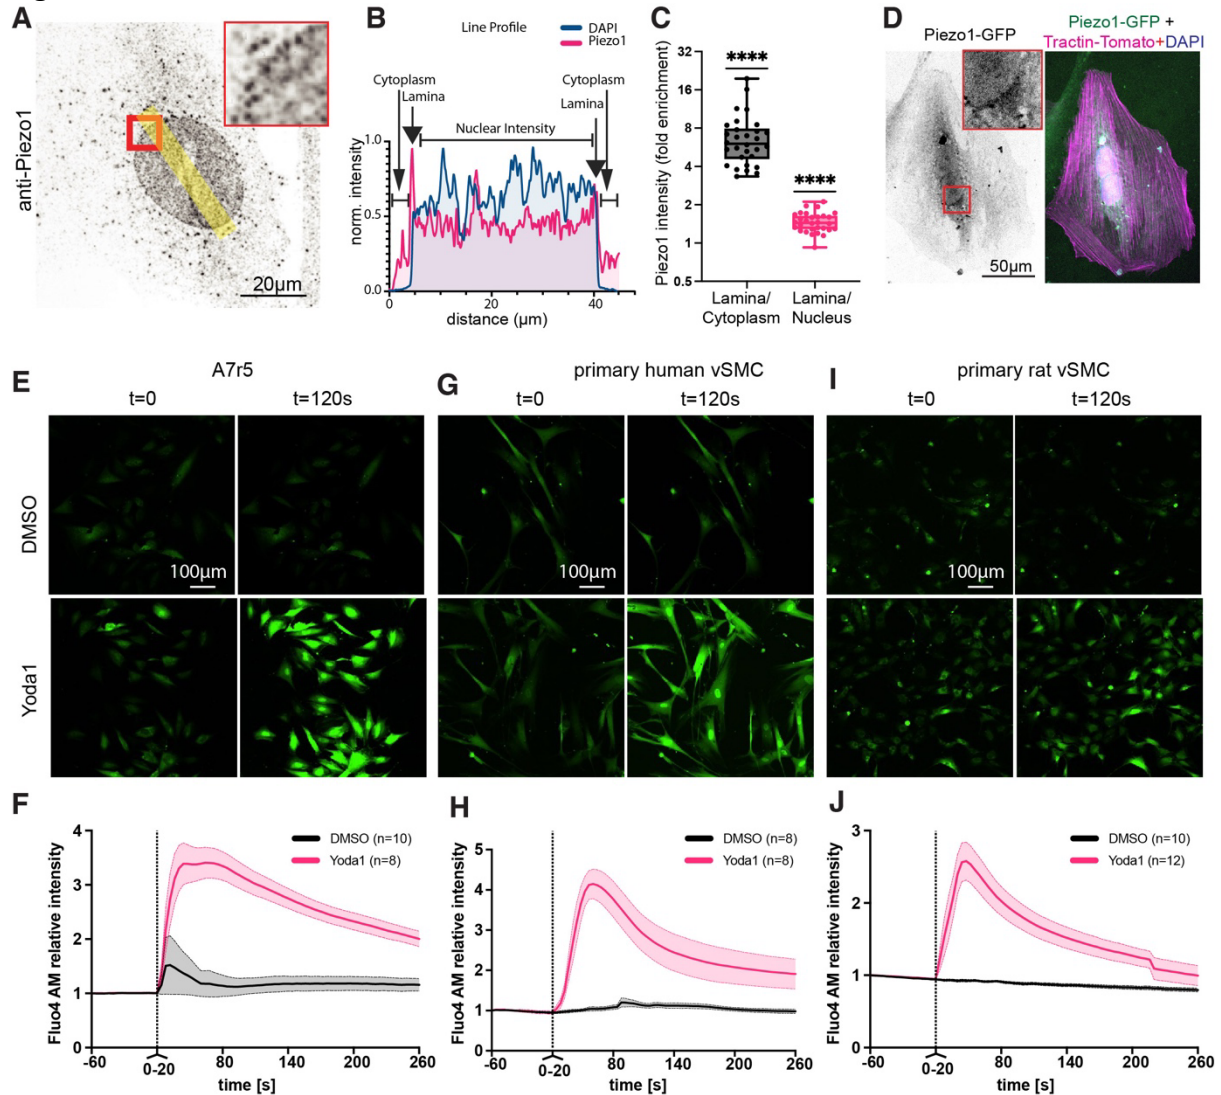 A
anti-Piezo1
20µm
B
Line Profile
DAPI
Piezo1
Cytoplasm
Lamina
Cytoplasm
Lamina
Nuclear Intensity
norm. intensity
1.0
0.5
0.0
0
20
40
distance (µm)
C
****
****
Piezo1 intensity (fold enrichment)
32
16
8
4
2
1
0.5
Lamina/
Cytoplasm
Lamina/
Nucleus
D
Piezo1-GFP
Piezo1-GFP +
Tractin-Tomato+DAPI
50µm
E
A7r5
t=0
t=120s
DMSO
100µm
Yoda1
G
primary human vSMC
t=0
t=120s
100µm
I
primary rat vSMC
t=0
t=120s
100µm
F
Fluo4 AM relative intensity
4
3
2
1
0
DMSO (n=10)
Yoda1 (n=8)
-60
0-20
80
140
200
260
time [s]
H
Fluo4 AM relative intensity
5
4
3
2
1
0
DMSO (n=8)
Yoda1 (n=8)
-60
0-20
80
140
200
260
time [s]
J
Fluo4 AM relative intensity
3
2
1
0
DMSO (n=10)
Yoda1 (n=12)
-60
0-20
80
140
200
260
time [s]